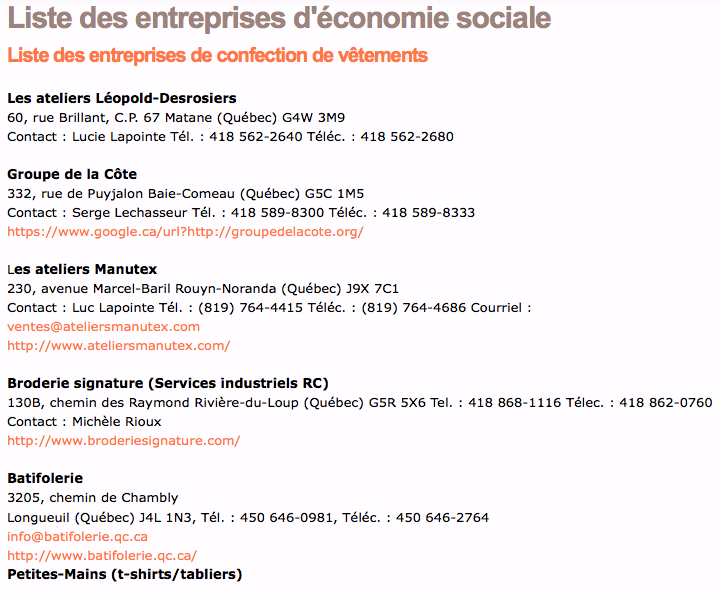 Liste des entreprises d'économie sociale
Liste des entreprises de confection de vêtements
Les ateliers Léopold-Desrosiers
60, rue Brillant, C.P. 67 Matane (Québec) G4W 3M9
Contact : Lucie Lapointe Tél. : 418 562-2640 Téléc. : 418 562-2680
Groupe de la Côte
332, rue de Puyjalon Baie-Comeau (Québec) G5C 1M5
Contact : Serge Lechasseur Tél. : 418 589-8300 Téléc. : 418 589-8333
https://www.google.ca/url?http://groupedelacote.org/
Les ateliers Manutex
230, avenue Marcel-Baril Rouyn-Noranda (Québec) J9X 7C1
Contact : Luc Lapointe Tél. : (819) 764-4415 Téléc. : (819) 764-4686 Courriel :
ventes@ateliersmanutex.com
http://www.ateliersmanutex.com/
Broderie signature (Services industriels RC)
130B, chemin des Raymond Rivière-du-Loup (Québec) G5R 5X6 Tel. : 418 868-1116 Télec. : 418 862-0760
Contact : Michèle Rioux
http://www.broderiesignature.com/
Batifolerie
3205, chemin de Chambly
Longueuil (Québec) J4L 1N3, Tél. : 450 646-0981, Téléc. : 450 646-2764
info@batifolerie.qc.ca
http://www.batifolerie.qc.ca/
Petites-Mains (t-shirts/tabliers)